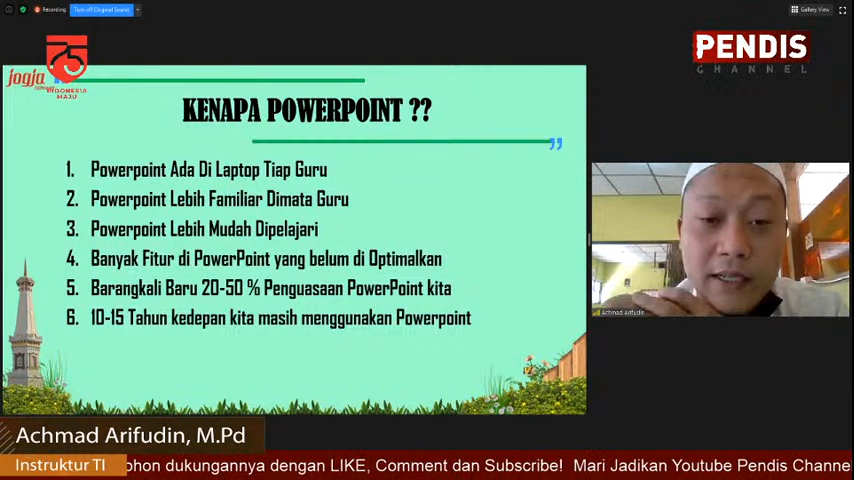 Recording
Turn off Original Sound
Gallery View
75
INDONESIA
MAJU
jogja
PENDIS
CHANNEL
KENAPA POWERPOINT ??
1. Powerpoint Ada Di Laptop Tiap Guru
2. Powerpoint Lebih Familiar Dimata Guru
3. Powerpoint Lebih Mudah Dipelajari
4. Banyak Fitur di PowerPoint yang belum di Optimalkan
5. Barangkali Baru 20-50 % Penguasaan PowerPoint kita
6. 10-15 Tahun kedepan kita masih menggunakan Powerpoint
Achmad Arifudin
Achmad Arifudin, M.Pd
Instruktur TI
ohon dukungannya dengan LIKE, Comment dan Subscribe! Mari Jadikan Youtube Pendis Channe